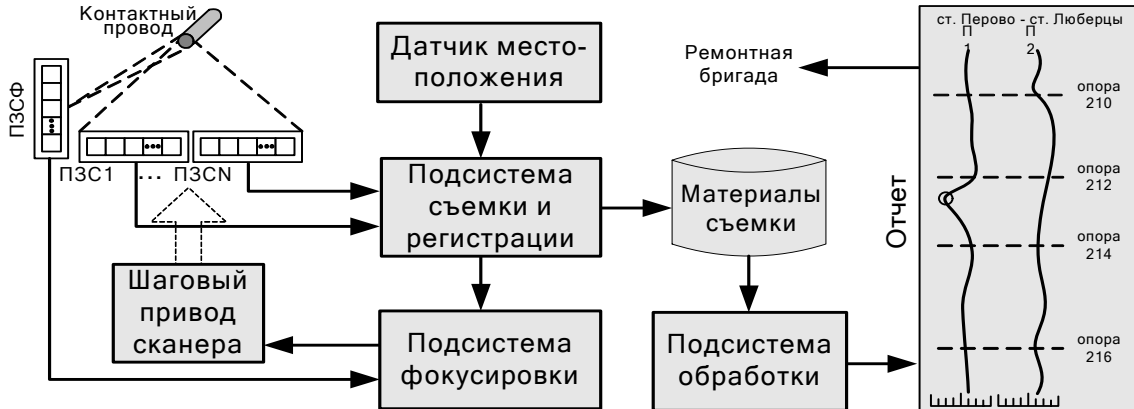 Контактный
провод
ПЗСФ
ПЗС1 ... ПЗСN
Шаговый
привод
сканера
Датчик место-
положения
Подсистема
съемки и
регистрации
Подсистема
фокусировки
Материалы
съемки
Подсистема
обработки
Ремонтная
бригада
Отчет
ст. Перово - ст. Люберцы
П
1
П
2
опора
210
опора
212
опора
214
опора
216